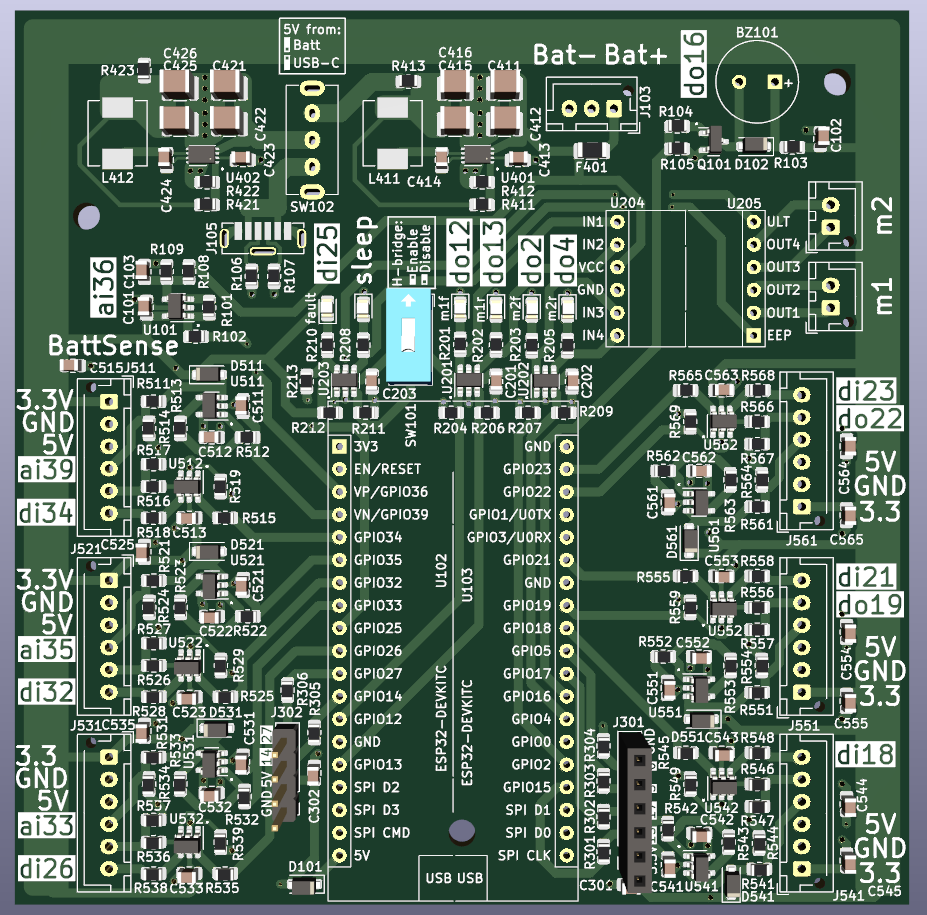 5V from:
Batt
USB-C
Bat- Bat+
do16
BZ101
+
C426
C425
C421
R423
C416
C415
C411
R413
J103
R104
C102
L412
C424
U402
C423
C422
R422
R421
SW102
L411
C414
U401
C413
C412
R412
R411
F401
R105
Q101
D102
R103
J105
R106
R107
di25
sleep
H-bridge:
Enable
Disable
do12
do13
do2
do4
U204
U205
IN1
IN2
VCC
GND
IN3
IN4
ULT
OUT4
OUT3
OUT2
OUT1
EEP
m2
m1
ai36
R109
C103
R108
C101
R101
U101
R102
fault
m1f
m1r
m2f
m2r
R210
R208
R201
R202
R203
R205
BattSense
R213
U203
C203
U201
C201
U202
C202
R212
R211
SW101
R204
R206
R207
R209
C515
J511
R511
R513
D511
U511
C511
R514
C512
R512
R517
U512
R519
R516
R518
C513
R515
3.3V
GND
5V
ai39
di34
J521
C525
R521
R523
D521
U521
C521
R524
C522
R522
R527
U522
R529
R526
R528
C523
R525
3.3V
GND
5V
ai35
di32
J531
C535
R531
R533
D531
U531
C531
R534
C532
R532
R537
U532
R539
R536
R538
C533
R535
3.3
GND
5V
ai33
di26
R306
R305
J302
27
14
5V
GND
C302
D101
3V3
EN/RESET
VP/GPIO36
VN/GPIO39
GPIO34
GPIO35
GPIO32
GPIO33
GPIO25
GPIO26
GPIO27
GPIO14
GPIO12
GND
GPIO13
SPI D2
SPI D3
SPI CMD
5V
U102
U103
ESP32-DEVKITC
ESP32-DEVKITC
USB USB
GND
GPIO23
GPIO22
GPIO1/U0TX
GPIO3/U0RX
GPIO21
GND
GPIO19
GPIO18
GPIO5
GPIO17
GPIO16
GPIO4
GPIO0
GPIO2
GPIO15
SPI D1
SPI D0
SPI CLK
R565
C563
R568
R569
R566
U562
R567
R562
C562
R564
C561
R563
R561
D561
U561
J561
C564
C565
di23
do22
5V
GND
3.3
R555
C553
R558
R559
R556
U552
R557
R552
C552
R554
C551
R553
R551
U551
D551
J551
C554
C555
di21
do19
5V
GND
3.3
J301
GND
R304
R303
R302
R301
C301
R545
C543
R548
R549
R546
U542
R547
R542
C542
R543
R544
C541
U541
R541
D541
J541
C544
C545
di18
5V
GND
3.3